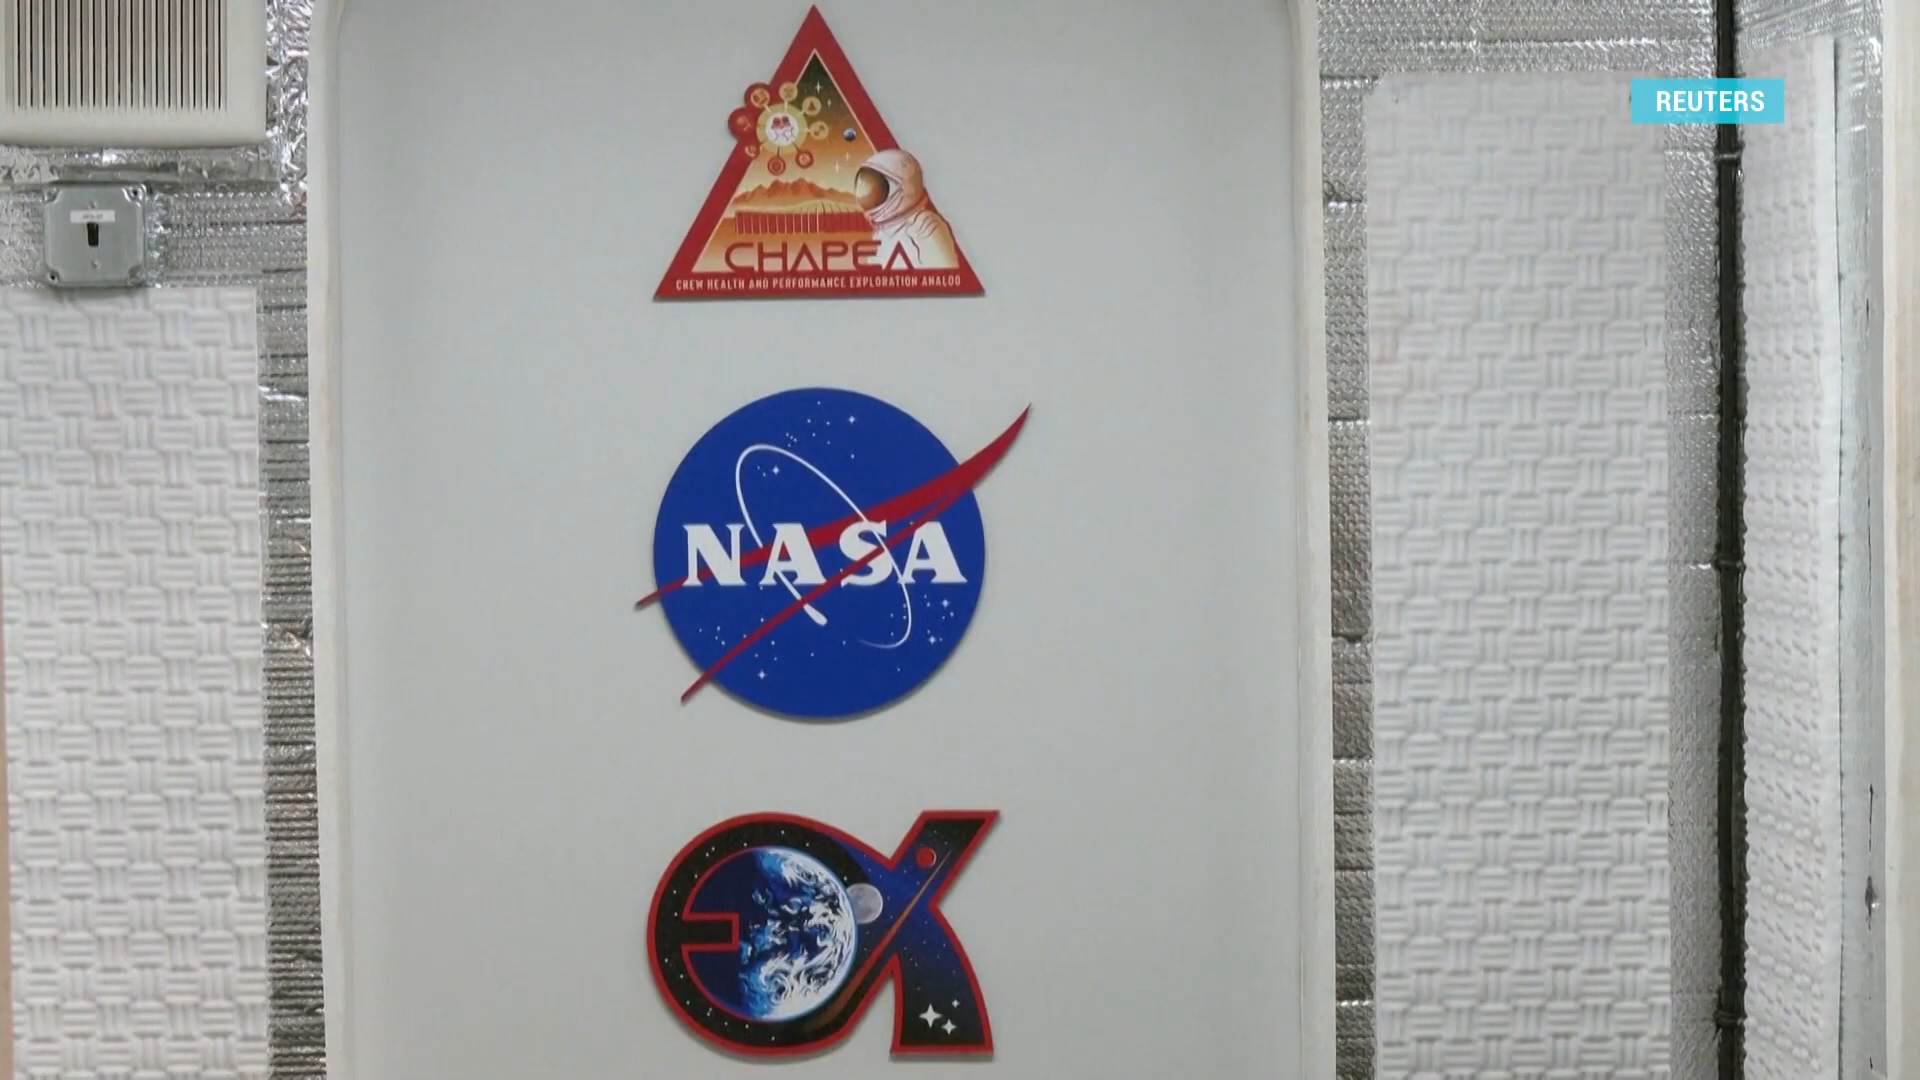 REUTERS
CHAPEA
CREW HEALTH AND PERFORMANCE EXPLORATION ANALOG
NASA